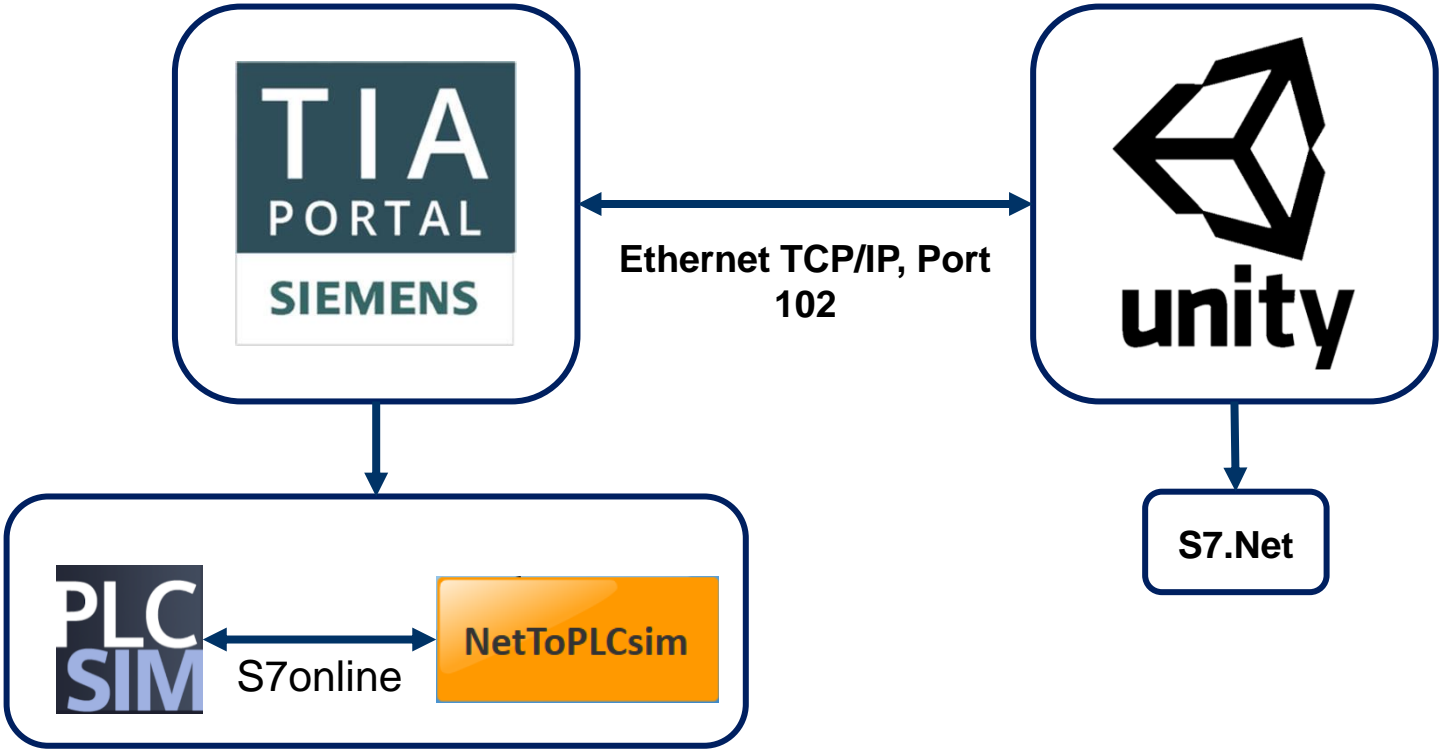 TIA
PORTAL
SIEMENS
Ethernet TCP/IP, Port
102
unity
S7.Net
PLC
SIM
S7online
NetToPLCsim